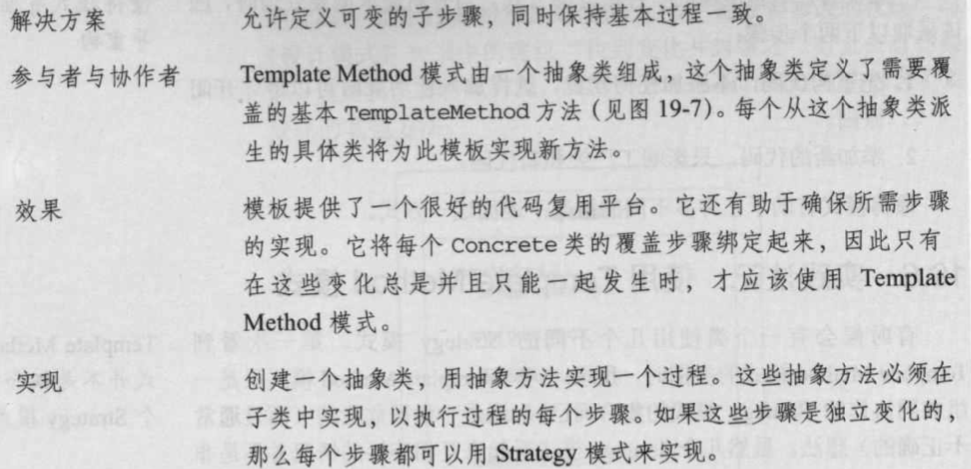 解决方案 允许定义可变的子步骤，同时保持基本过程一致。
参与者与协作者 Template Method 模式由一个抽象类组成，这个抽象类定义了需要覆
盖的基本 TemplateMethod 方法（见图 19-7）。每个从这个抽象类派
生的具体类将为此模板实现新方法。
效果 模板提供了一个很好的代码复用平台。它还有助于确保所需步骤
的实现。它将每个 Concrete 类的覆盖步骤绑定起来，因此只有
在这些变化总是并且只能一起发生时，才应该使用 Template
Method 模式。
实现 创建一个抽象类，用抽象方法实现一个过程。这些抽象方法必须在
子类中实现，以执行过程的每个步骤。如果这些步骤是独立变化的，
那么每个步骤都可以用 Strategy 模式来实现。